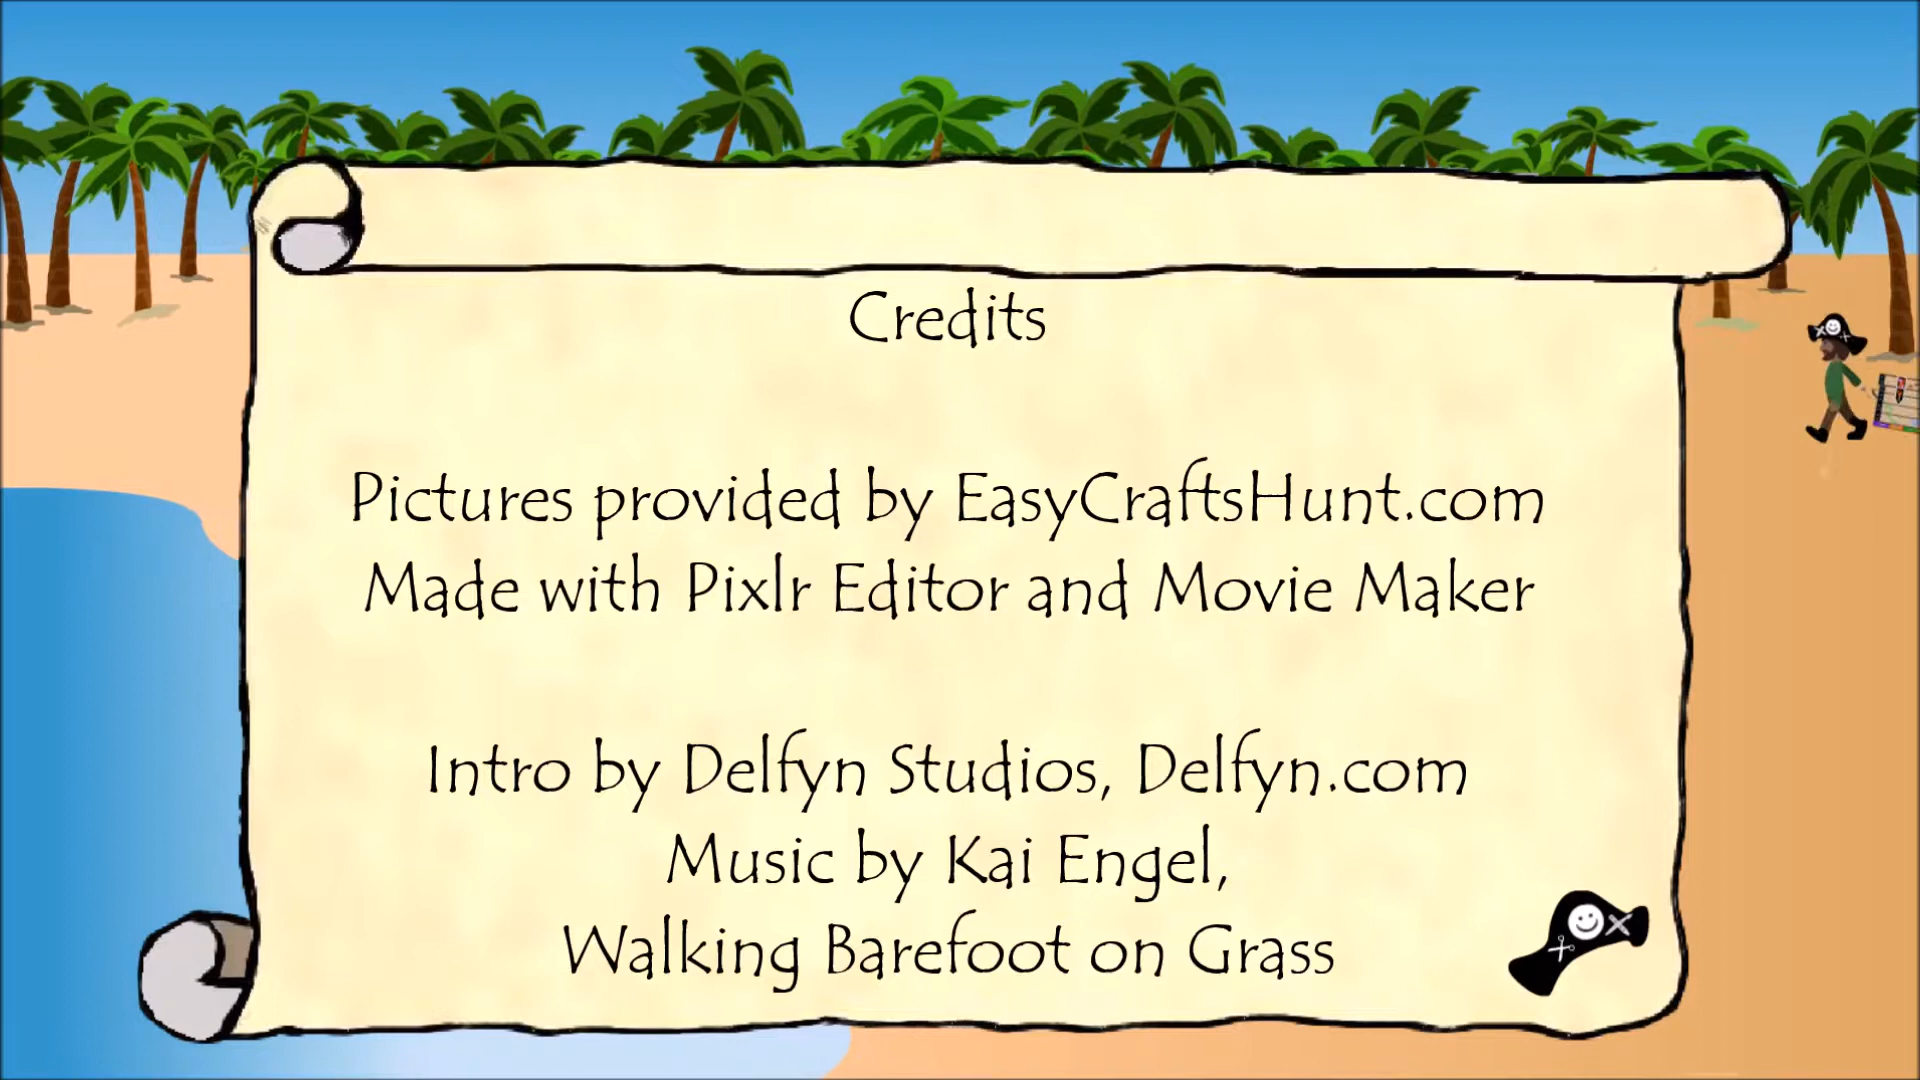 Credits
Pictures provided by EasyCraftsHunt.com
Made with Pixlr Editor and Movie Maker
Intro by Delfyn Studios, Delfyn.com
Music by Kai Engel,
Walking Barefoot on Grass